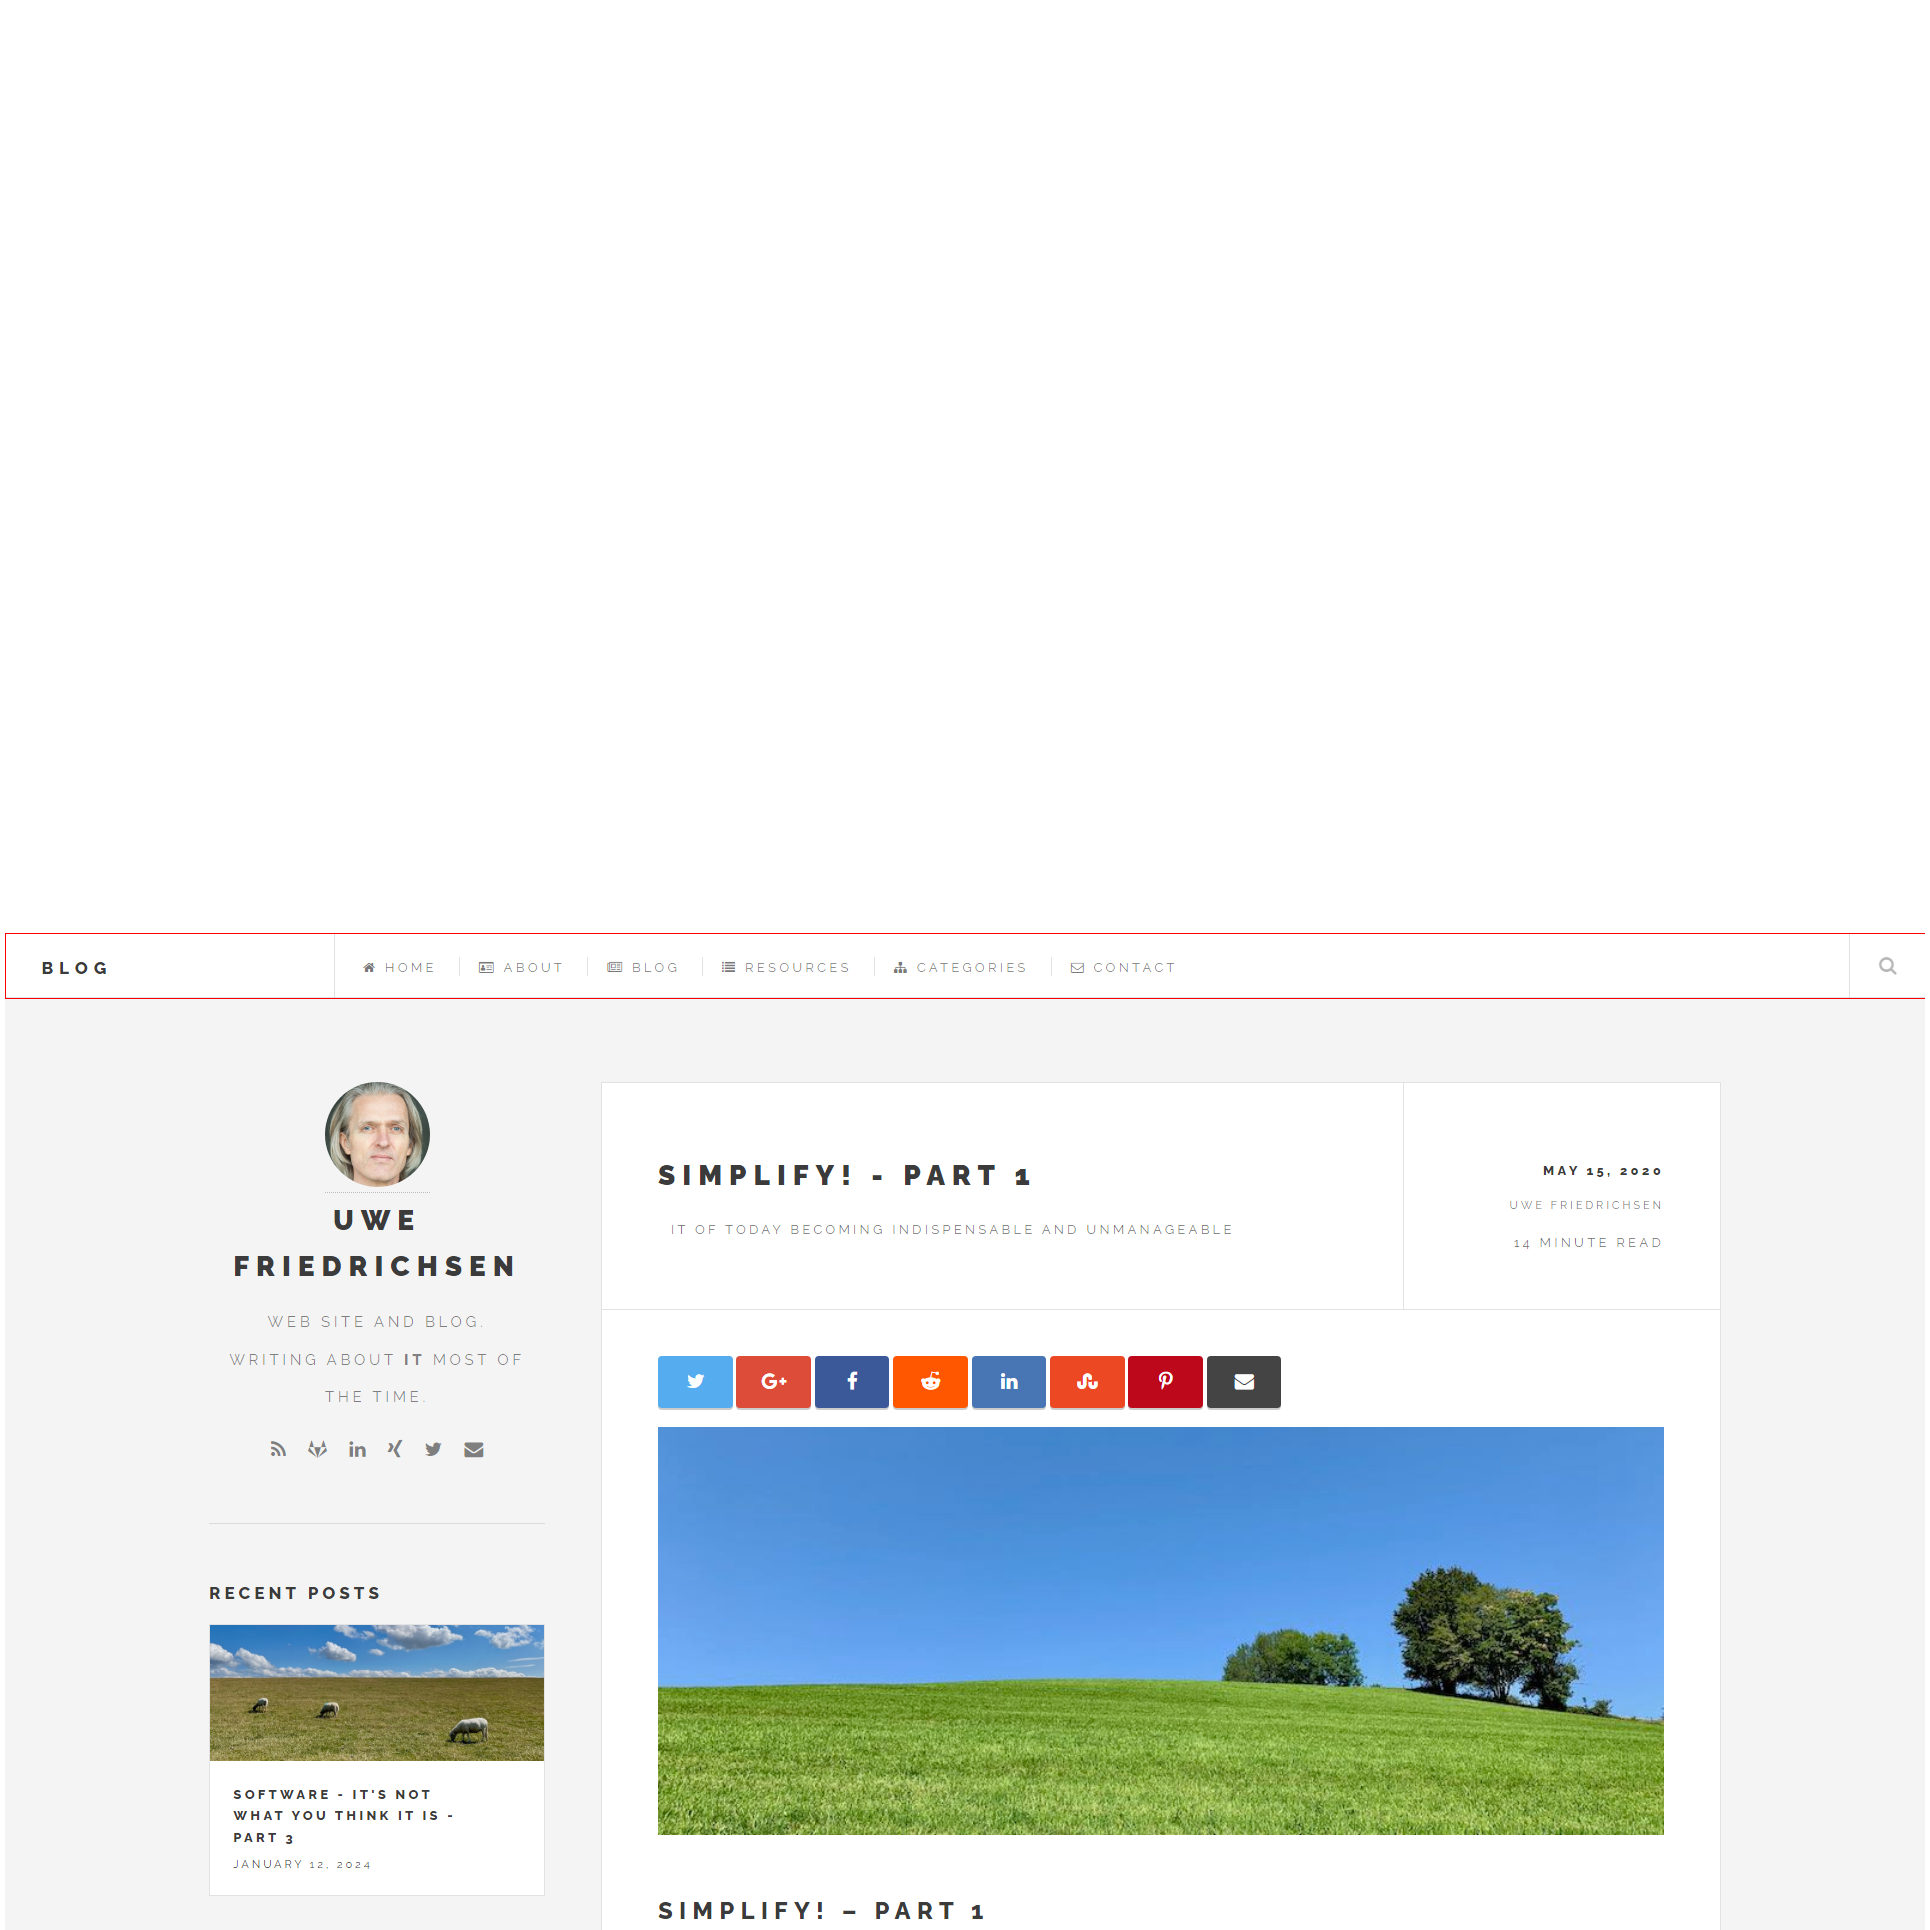 BLOG
HOME
ABOUT
BLOG
RESOURCES
CATEGORIES
CONTACT
UWE
FRIEDRICHSEN
WEB SITE AND BLOG.
WRITING ABOUT IT MOST OF
THE TIME.
RECENT POSTS
SOFTWARE - IT'S NOT
WHAT YOU THINK IT IS -
PART 3
JANUARY 12, 2024
SIMPLIFY! - PART 1
IT OF TODAY BECOMING INDISPENSABLE AND UNMANAGEABLE
MAY 15, 2020
UWE FRIEDRICHSEN
14 MINUTE READ
SIMPLIFY! – PART 1